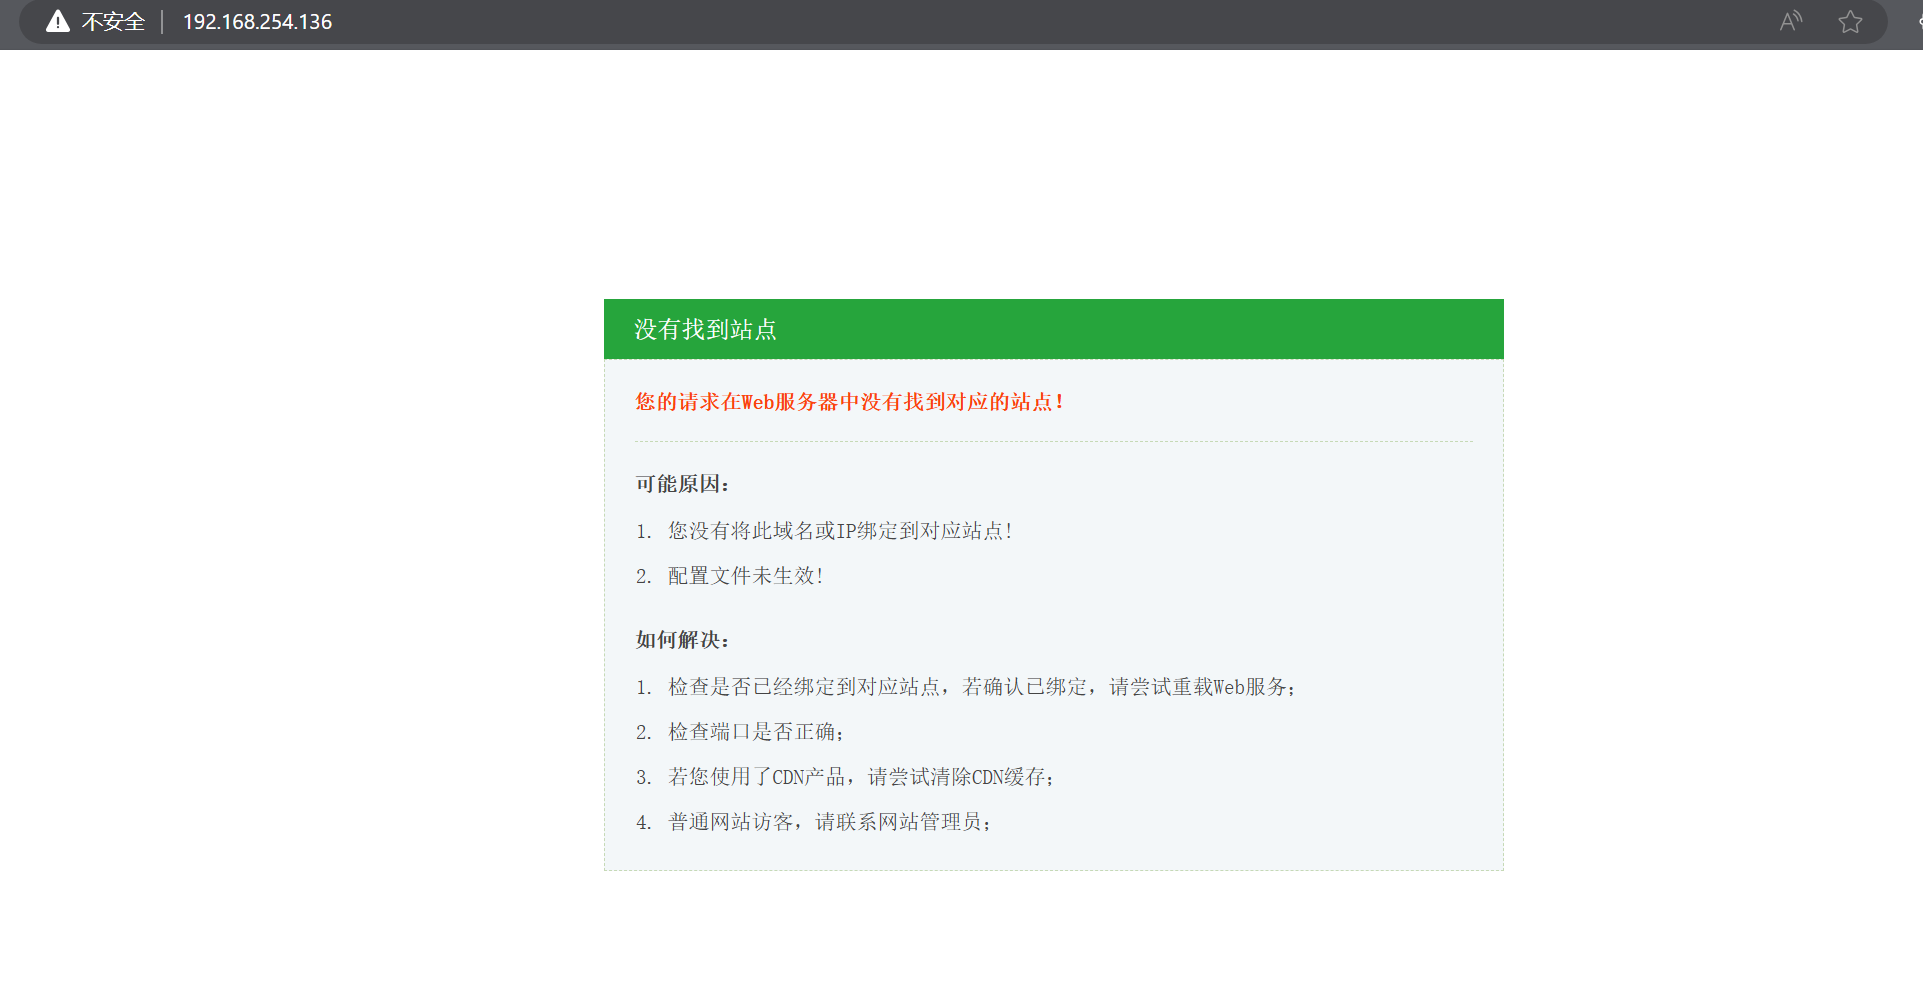 不安全 192.168.254.136
没有找到站点
您的请求在Web服务器中没有找到对应的站点！
可能原因：
1. 您没有将此域名或IP绑定到对应站点!
2. 配置文件未生效!
如何解决：
1. 检查是否已经绑定到对应站点，若确认已绑定，请尝试重载Web服务；
2. 检查端口是否正确；
3. 若您使用了CDN产品，请尝试清除CDN缓存；
4. 普通网站访客，请联系网站管理员；